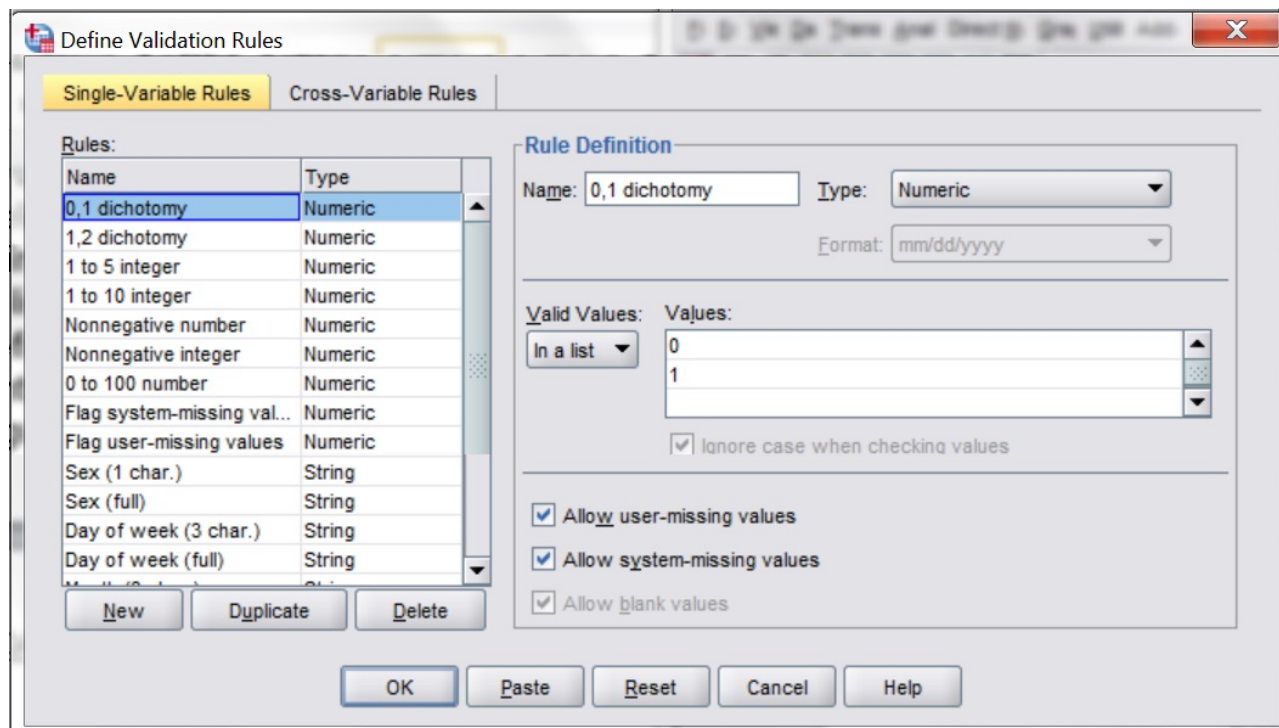 Define Validation Rules
Single-Variable Rules Cross-Variable Rules
Rules:
Name Type
0,1 dichotomy Numeric
1,2 dichotomy Numeric
1 to 5 integer Numeric
1 to 10 integer Numeric
Nonnegative number Numeric
Nonnegative integer Numeric
0 to 100 number Numeric
Flag system-missing val... Numeric
Flag user-missing values Numeric
Sex (1 char.) String
Sex (full) String
Day of week (3 char.) String
Day of week (full) String
New Duplicate Delete
Rule Definition
Name: 0,1 dichotomy Type: Numeric
Format: mm/dd/yyyy
Valid Values: Values:
In a list 0
1
Ignore case when checking values
Allow user-missing values
Allow system-missing values
Allow blank values
OK Paste Reset Cancel Help